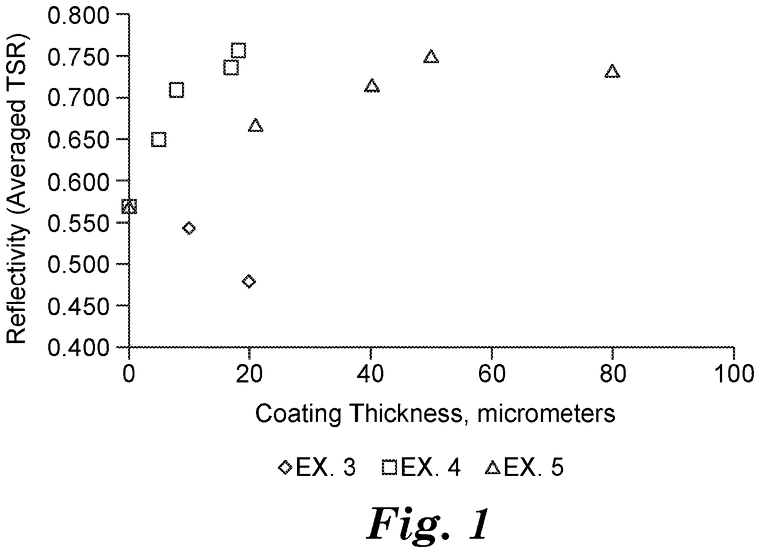 Reflectivity (Averaged TSR)
0.800
0.750
0.700
0.650
0.600
0.550
0.500
0.450
0.400
0 20 40 60 80 100
Coating Thickness, micrometers
EX. 3 EX. 4 EX. 5
Fig. 1